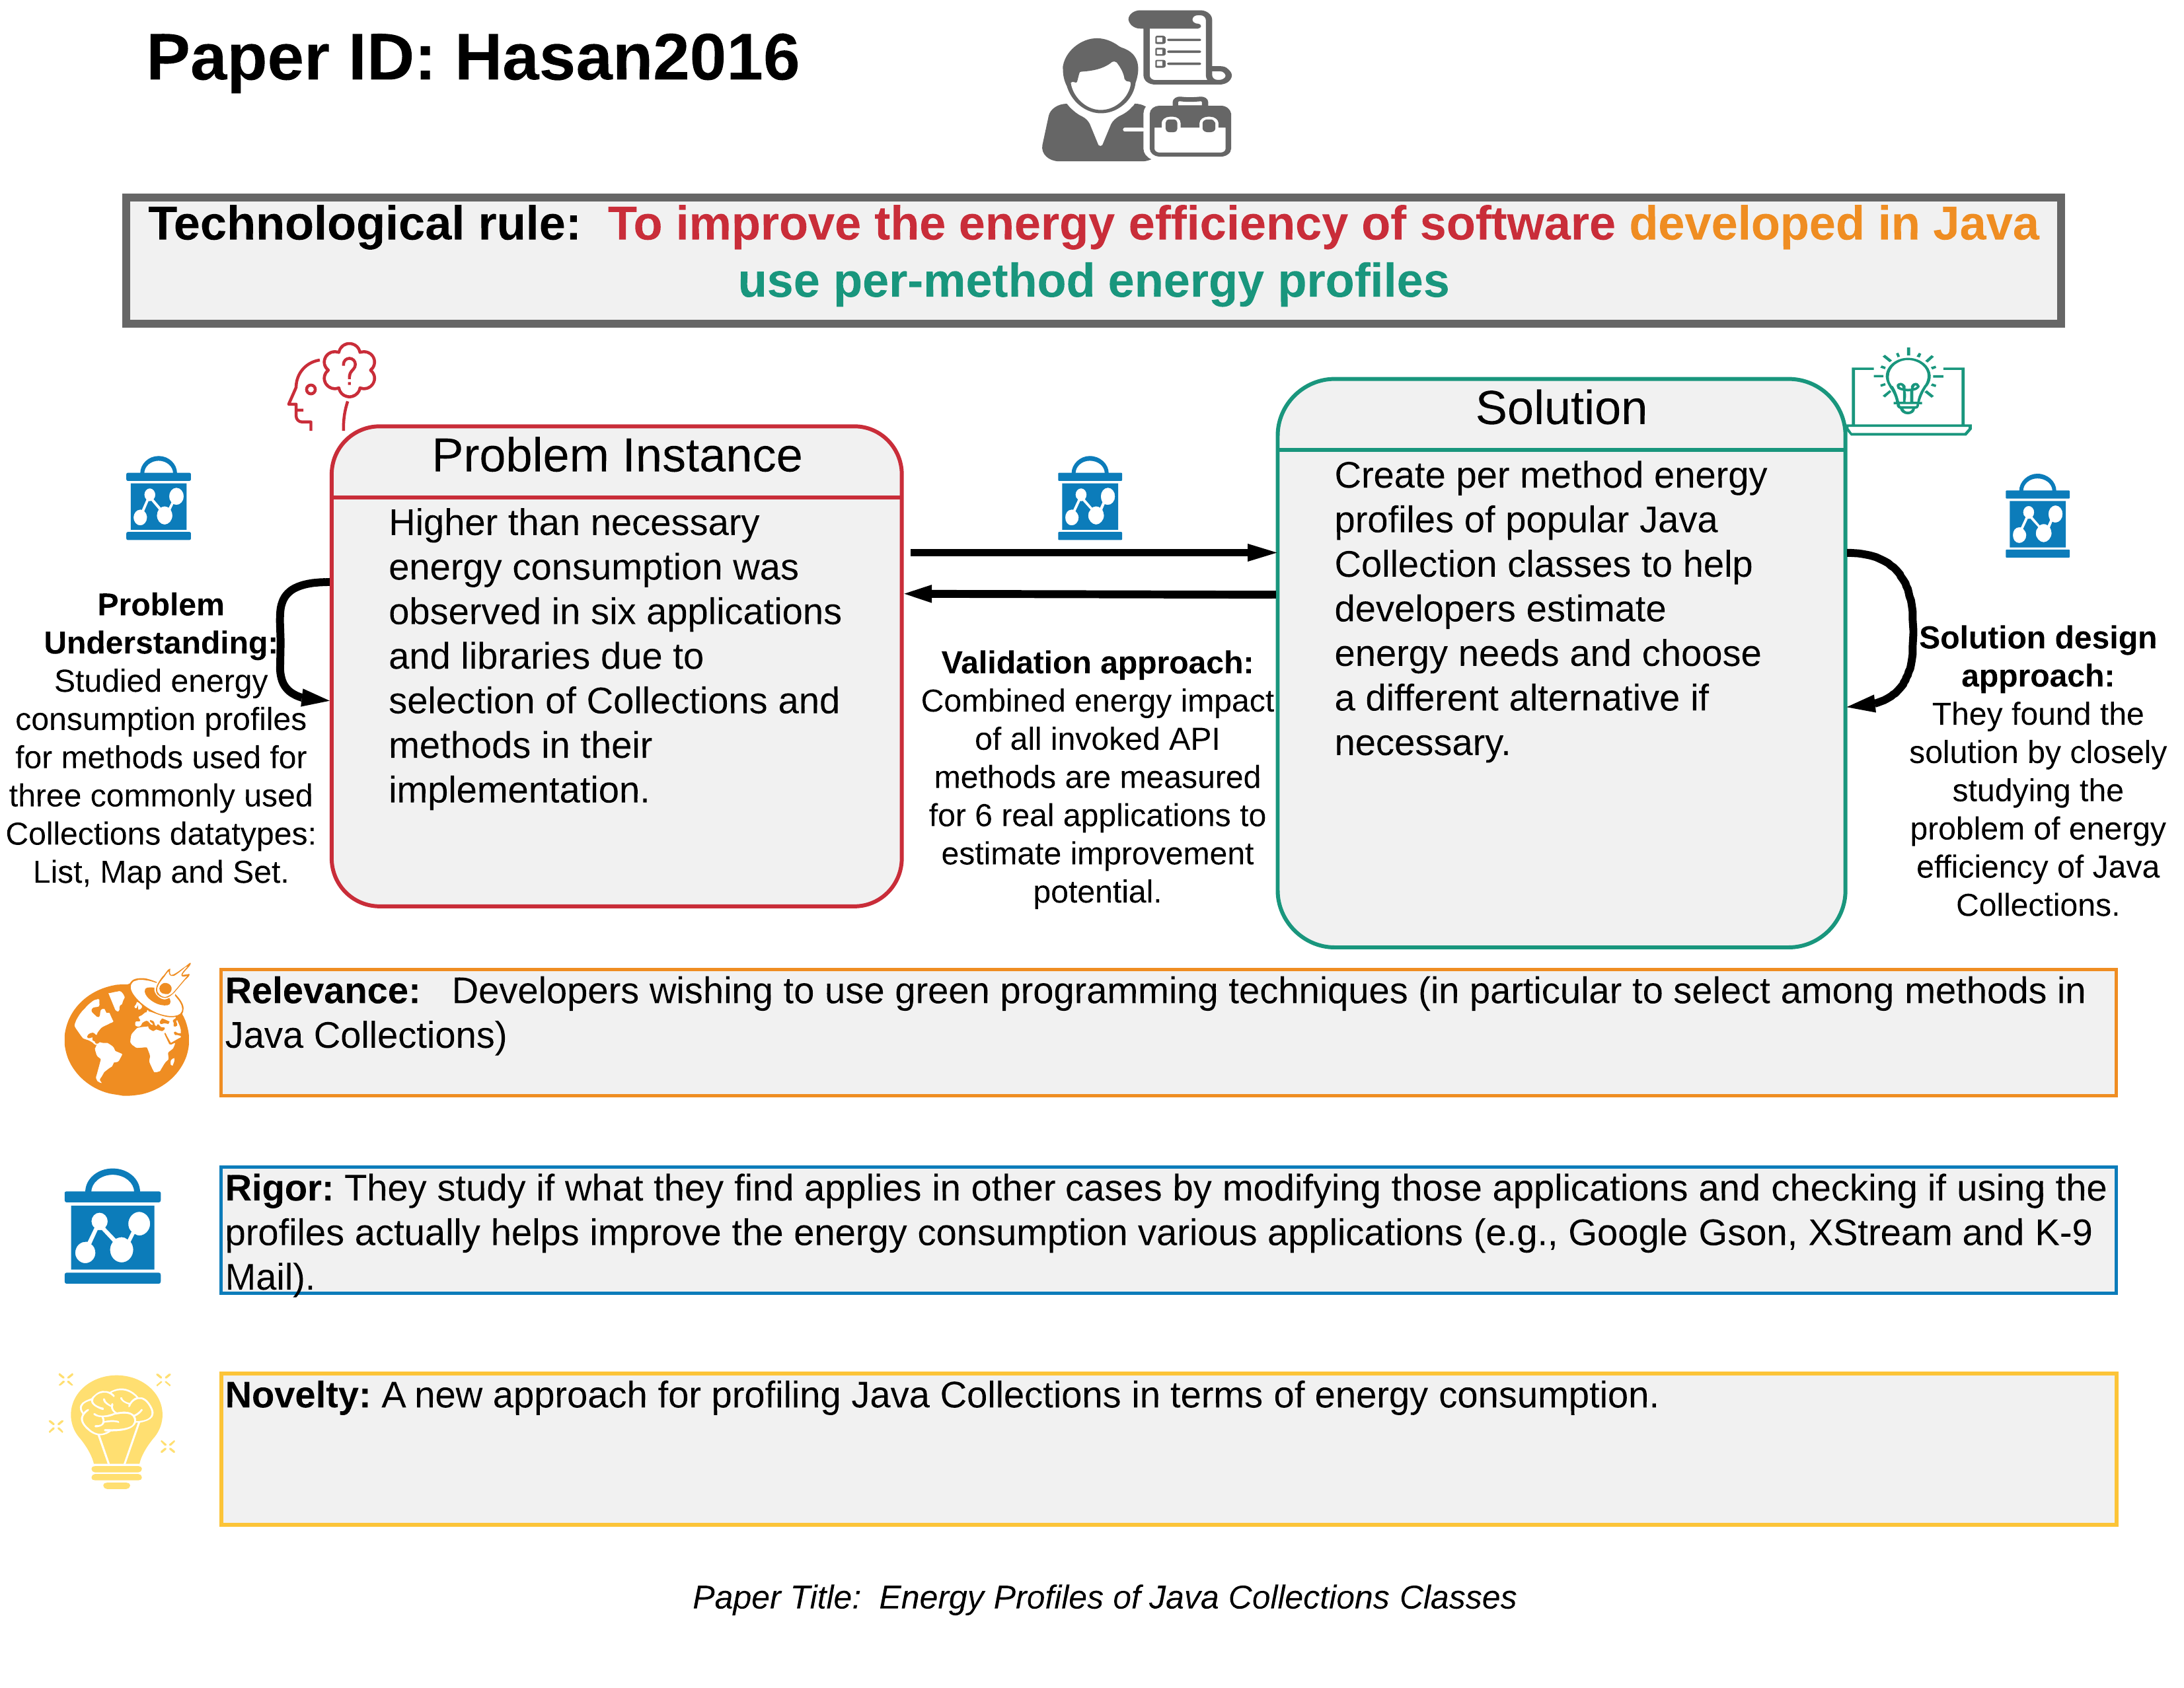 Paper ID: Hasan2016
Technological rule: To improve the energy efficiency of software developed in Java
use per-method energy profiles
Problem Instance
Higher than necessary
energy consumption was
observed in six applications
and libraries due to
selection of Collections and
methods in their
implementation.
Solution
Create per method energy
profiles of popular Java
Collection classes to help
developers estimate
energy needs and choose
a different alternative if
necessary.
Problem
Understanding:
Studied energy
consumption profiles
for methods used for
three commonly used
Collections datatypes:
List, Map and Set.
Validation approach:
Combined energy impact
of all invoked API
methods are measured
for 6 real applications to
estimate improvement
potential.
Solution design
approach:
They found the
solution by closely
studying the
problem of energy
efficiency of Java
Collections.
Relevance: Developers wishing to use green programming techniques (in particular to select among methods in
Java Collections)
Rigor: They study if what they find applies in other cases by modifying those applications and checking if using the
profiles actually helps improve the energy consumption various applications (e.g., Google Gson, XStream and K-9
Mail).
Novelty: A new approach for profiling Java Collections in terms of energy consumption.
Paper Title: Energy Profiles of Java Collections Classes